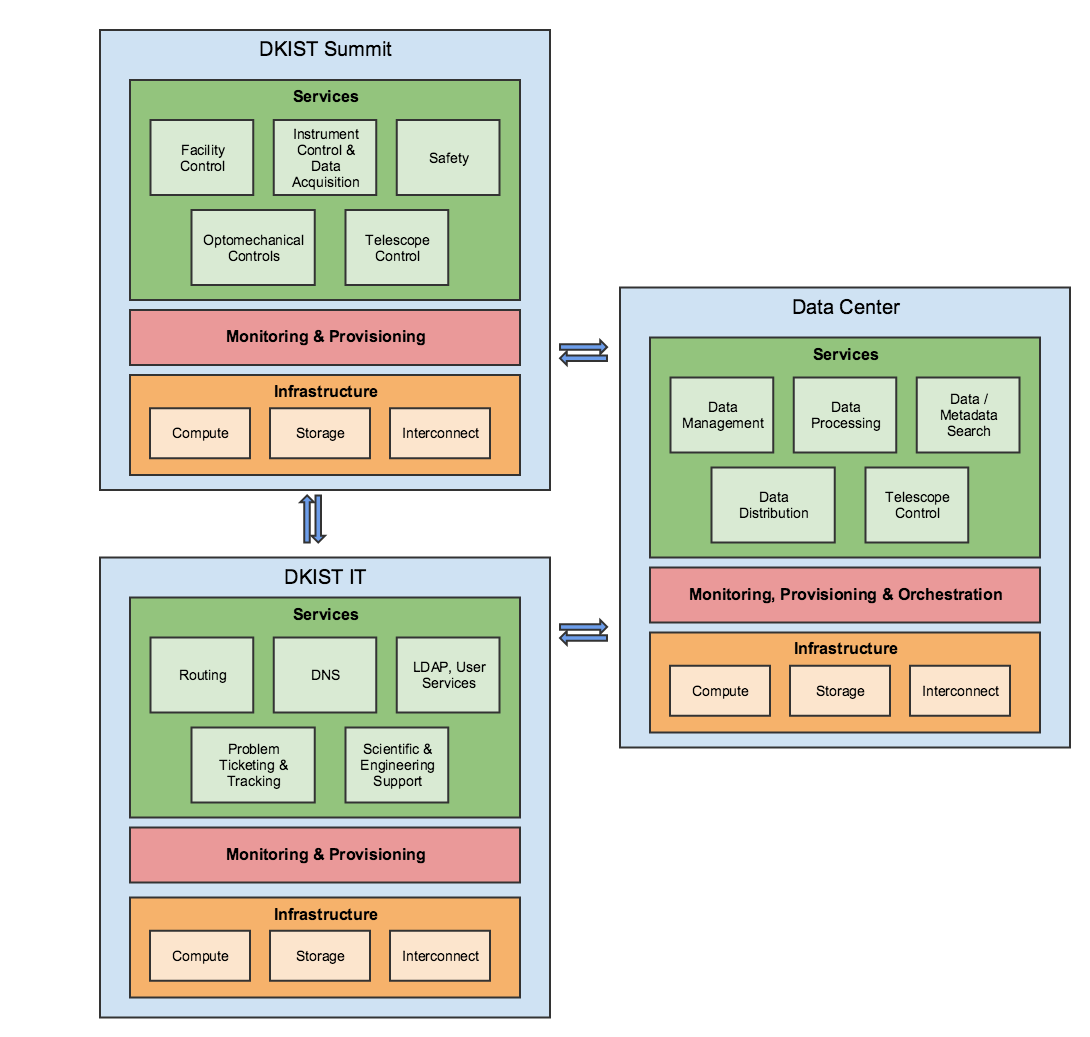 DKIST Summit
Services
Facility
Control
Instrument
Control &
Data
Acquisition
Safety
Optomechanical
Controls
Telescope
Control
Monitoring & Provisioning
Infrastructure
Compute
Storage
Interconnect
DKIST IT
Services
Routing
DNS
LDAP, User
Services
Problem
Ticketing &
Tracking
Scientific &
Engineering
Support
Monitoring & Provisioning
Infrastructure
Compute
Storage
Interconnect
Data Center
Services
Data
Management
Data
Processing
Data /
Metadata
Search
Data
Distribution
Telescope
Control
Monitoring, Provisioning & Orchestration
Infrastructure
Compute
Storage
Interconnect